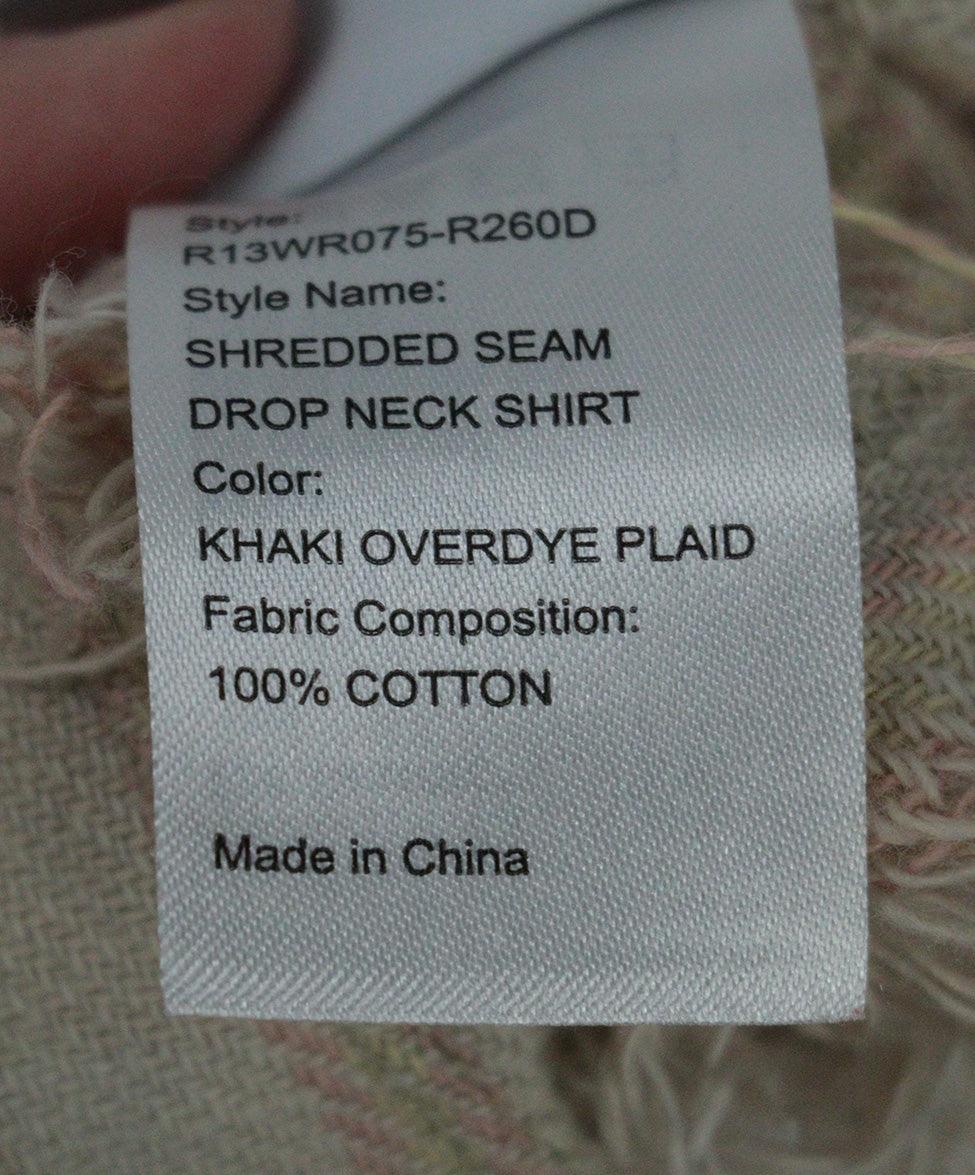 Style:
R13WR075-R260D
Style Name:
SHREDDED SEAM
DROP NECK SHIRT
Color:
KHAKI OVERDYE PLAID
Fabric Composition:
100% COTTON
Made in China